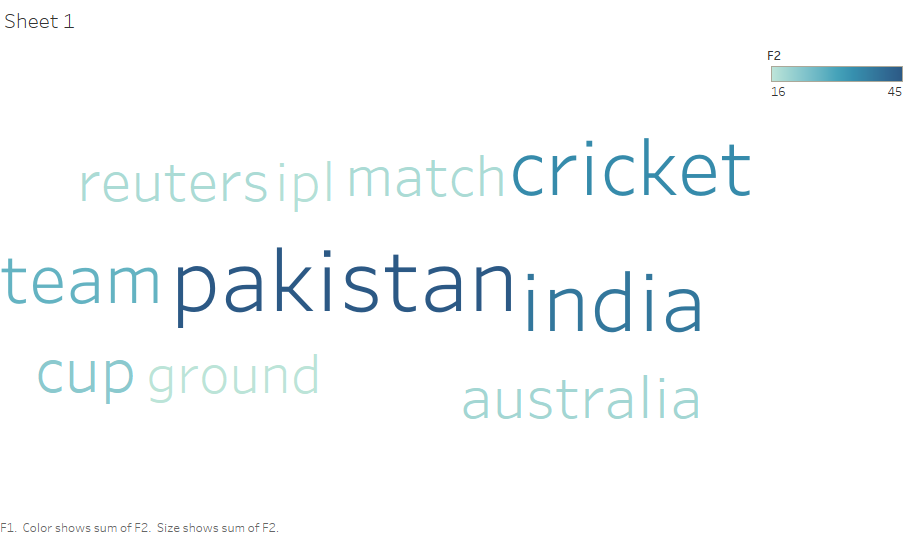 Sheet 1
F2
16 45
reuters ipl match cricket
team pakistan india
cup ground australia
F1. Color shows sum of F2. Size shows sum of F2.